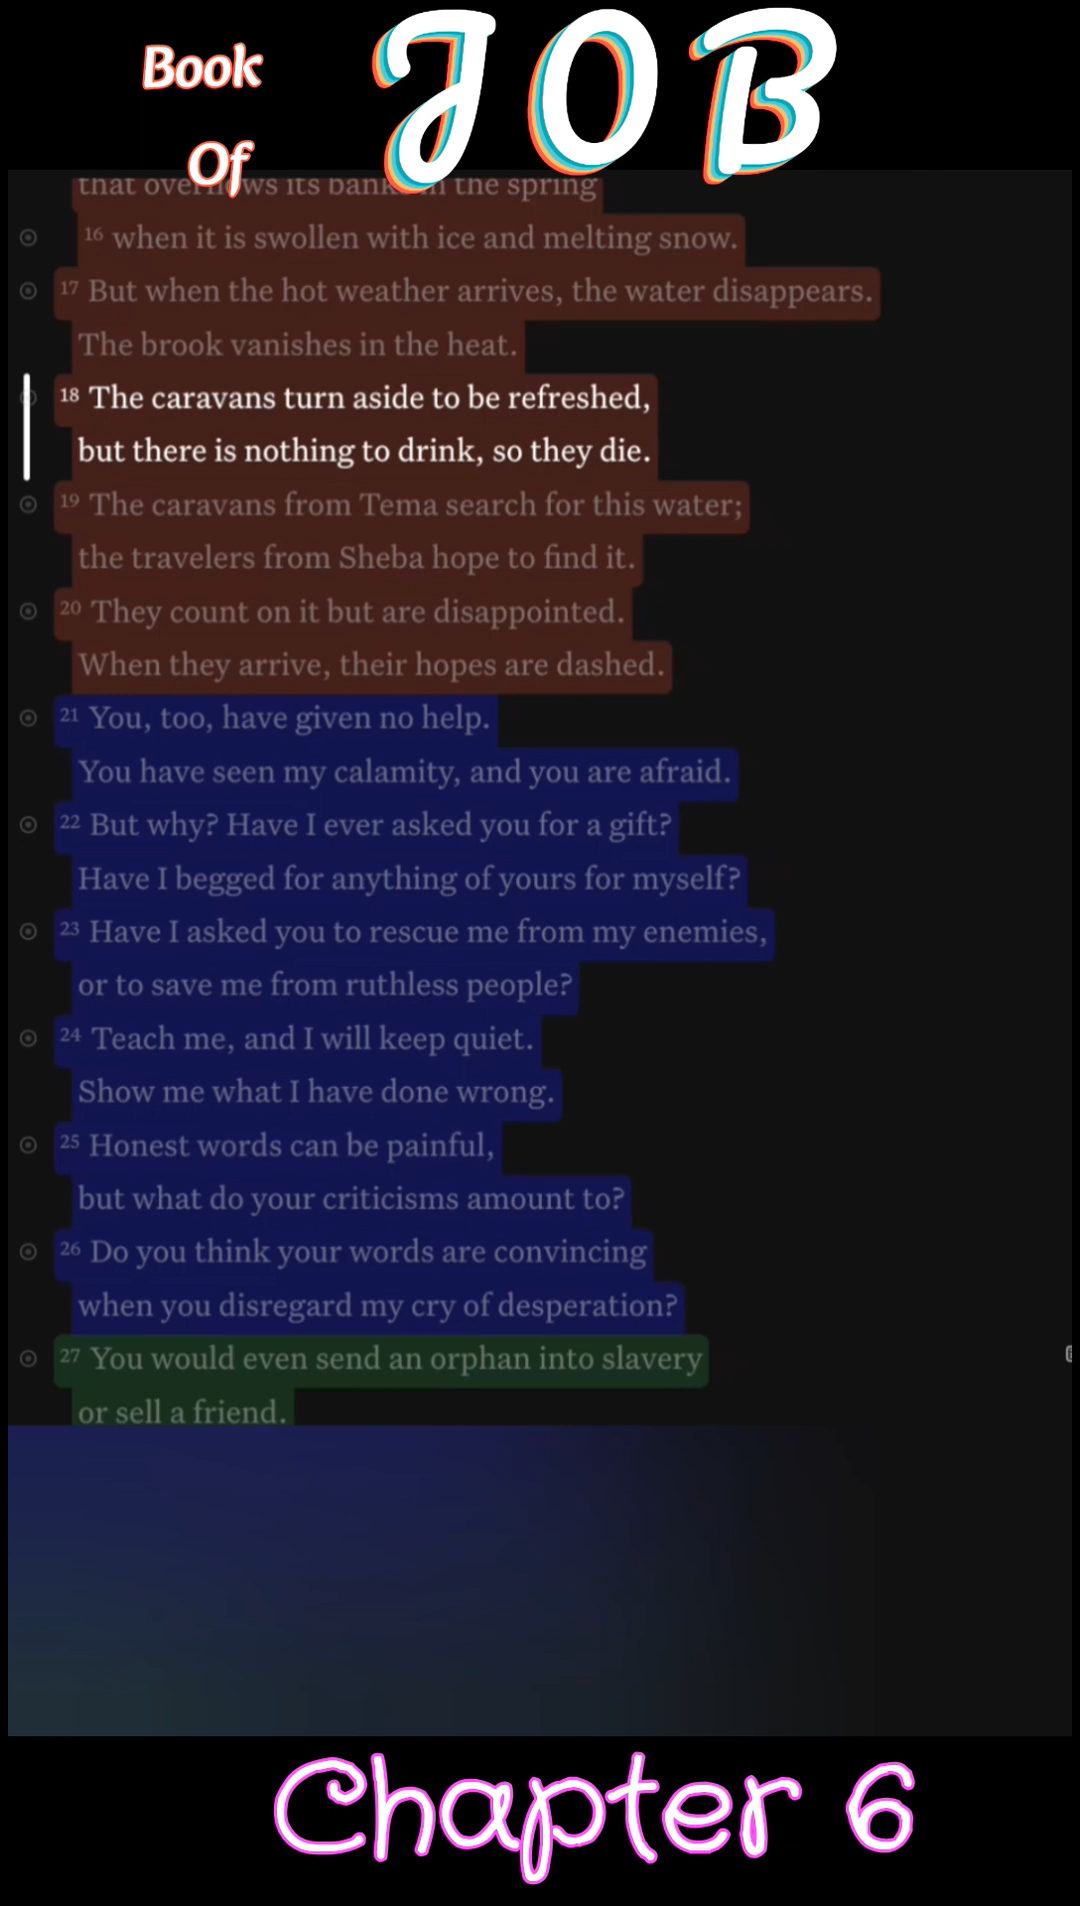 Book
Of
JOB
that overflows its banks in the spring
16 when it is swollen with ice and melting snow.
17 But when the hot weather arrives, the water disappears.
The brook vanishes in the heat.
18 The caravans turn aside to be refreshed,
but there is nothing to drink, so they die.
19 The caravans from Tema search for this water;
the travelers from Sheba hope to find it.
20 They count on it but are disappointed.
When they arrive, their hopes are dashed.
21 You, too, have given no help.
You have seen my calamity, and you are afraid.
22 But why? Have I ever asked you for a gift?
Have I begged for anything of yours for myself?
23 Have I asked you to rescue me from my enemies,
or to save me from ruthless people?
24 Teach me, and I will keep quiet.
Show me what I have done wrong.
25 Honest words can be painful,
but what do your criticisms amount to?
26 Do you think your words are convincing
when you disregard my cry of desperation?
27 You would even send an orphan into slavery
or sell a friend.
Chapter 6